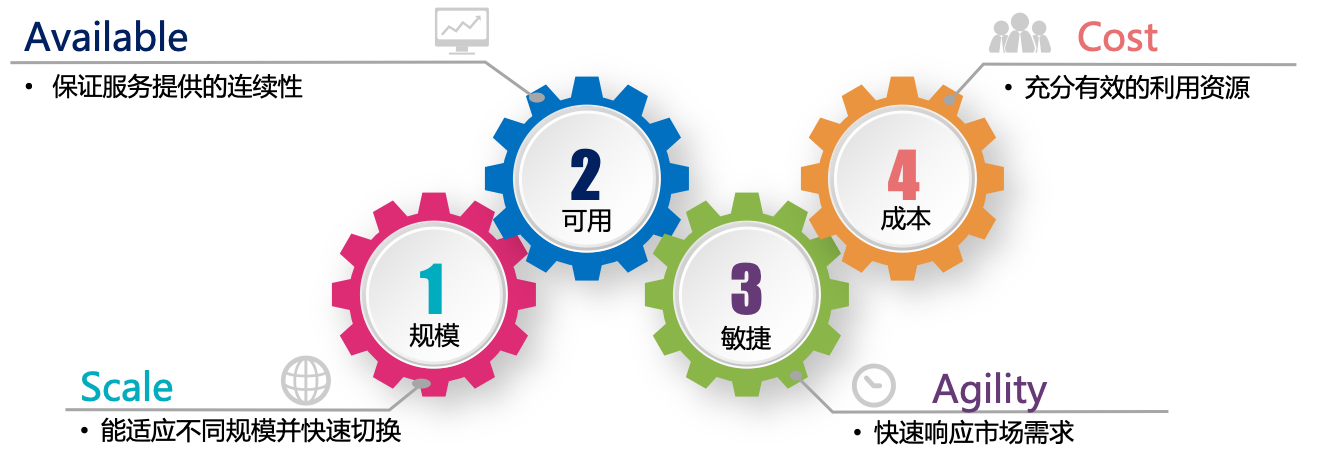 Available
• 保证服务提供的连续性
Cost
• 充分有效的利用资源
2
可用
4
成本
1
规模
3
敏捷
Scale
• 能适应不同规模并快速切换
Agility
• 快速响应市场需求